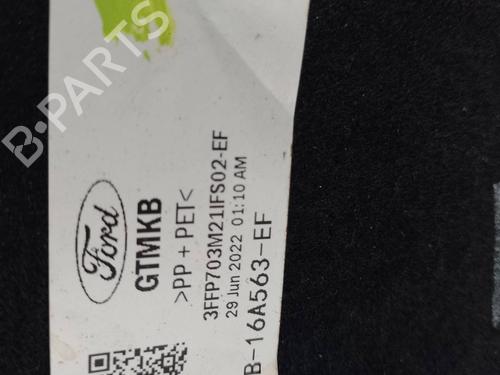 Ford
GTMKB
>PP + PET<
3FFP703M21IFS02-EF
29 Jun 2022 01:10 AM
B-16A563-EF
B-PARTS